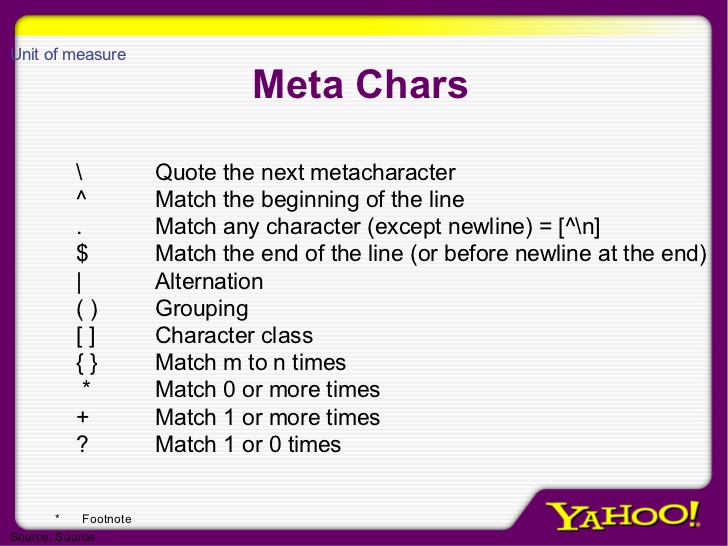 Unit of measure
Meta Chars
\ Quote the next metacharacter
^ Match the beginning of the line
. Match any character (except newline) = [^\n]
$ Match the end of the line (or before newline at the end)
| Alternation
( ) Grouping
[ ] Character class
{ } Match m to n times
* Match 0 or more times
+ Match 1 or more times
? Match 1 or 0 times
* Footnote
Source: Source
YAHOO!